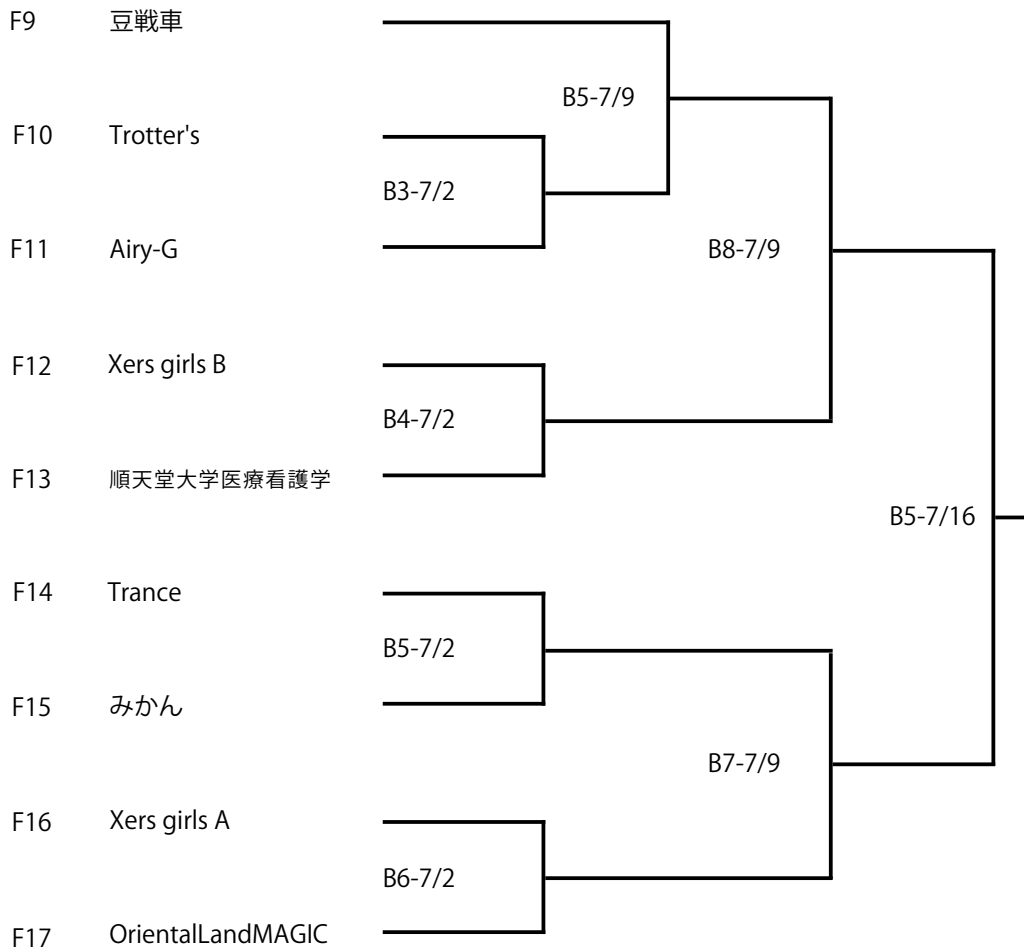 F9 豆戦車
B5-7/9
F10 Trotter's
B3-7/2
F11 Airy-G
B8-7/9
F12 Xers girls B
B4-7/2
F13 順天堂大学医療看護学
B5-7/16
F14 Trance
B5-7/2
F15 みかん
B7-7/9
F16 Xers girls A
B6-7/2
F17 OrientalLandMAGIC